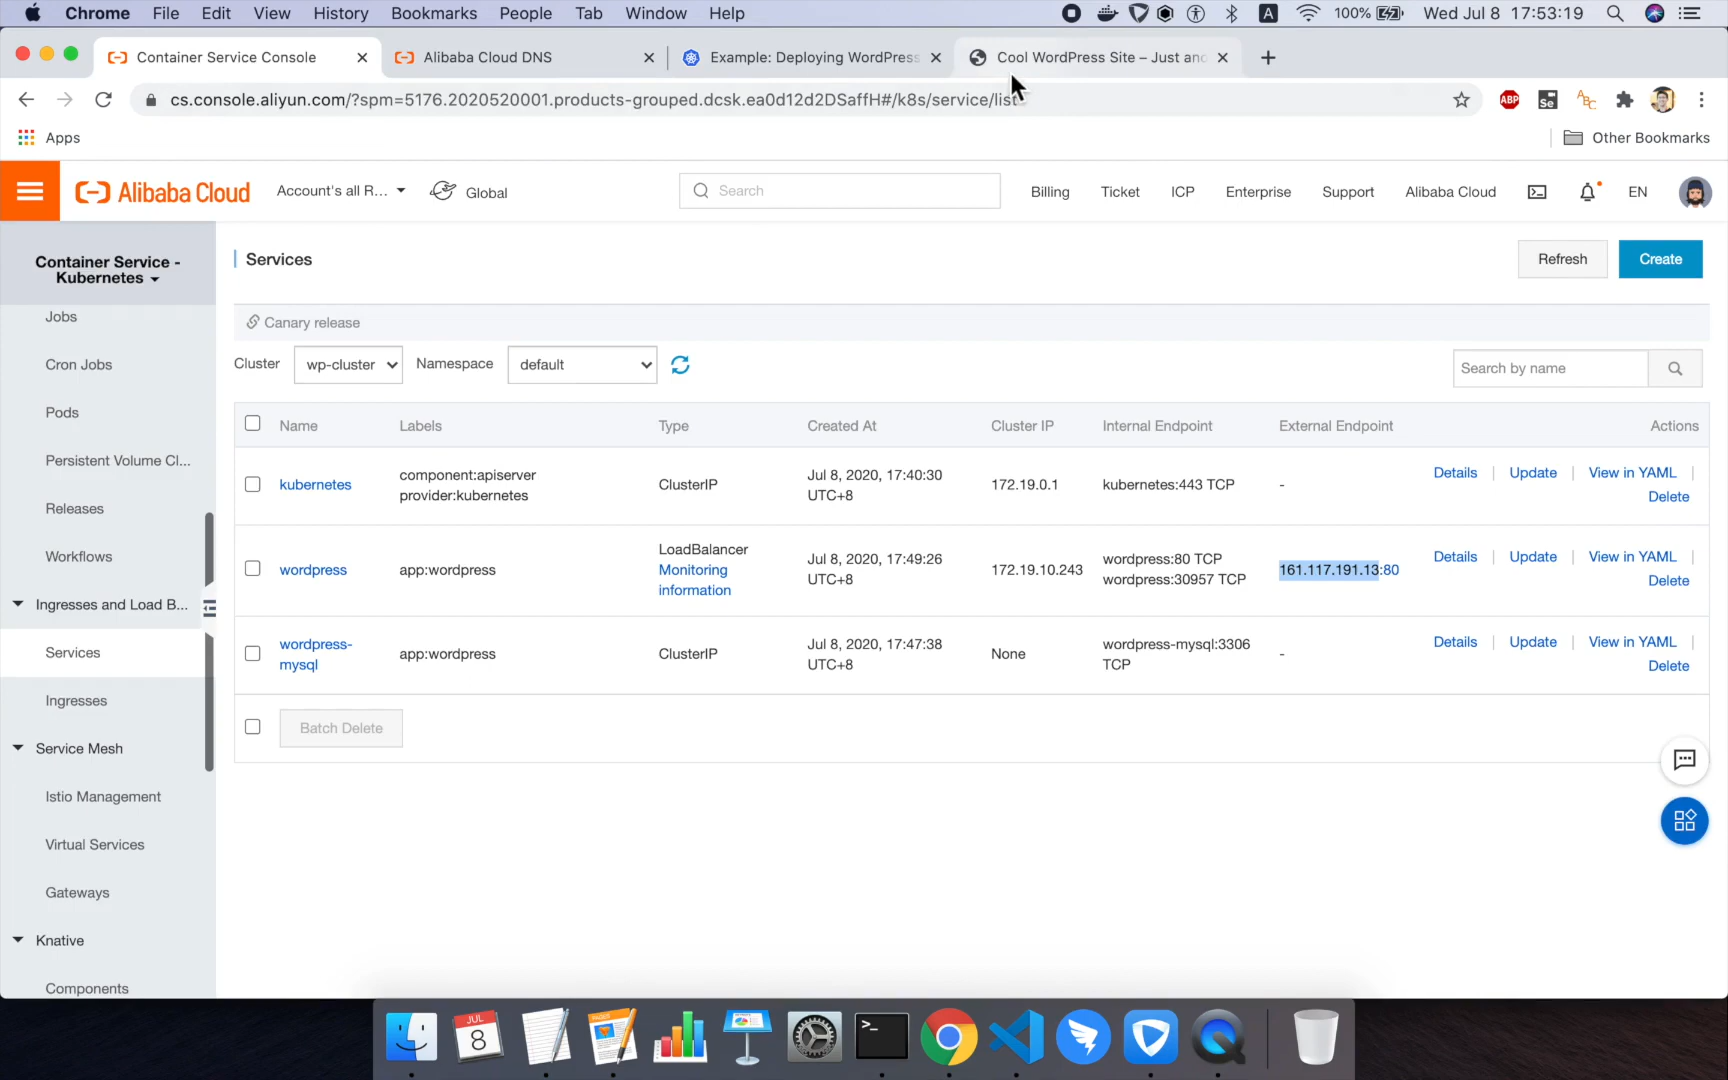 Chrome File Edit View History Bookmarks People Tab Window Help A 100% Wed Jul 8 17:53:19
Container Service Console Alibaba Cloud DNS Example: Deploying WordPress Cool WordPress Site – Just and
cs.console.aliyun.com/?spm=5176.2020520001.products-grouped.dcsk.ea0d12d2DSaffH#/k8s/service/list ABP Se
Apps Other Bookmarks
Alibaba Cloud Account's all R... Global Search Billing Ticket ICP Enterprise Support Alibaba Cloud EN
Container Service -
Kubernetes
Jobs
Cron Jobs
Pods
Persistent Volume Cl...
Releases
Workflows
Ingresses and Load B...
Services
Ingresses
Service Mesh
Istio Management
Virtual Services
Gateways
Knative
Components
Services Refresh Create
Canary release
Cluster wp-cluster Namespace default Search by name
Name Labels Type Created At Cluster IP Internal Endpoint External Endpoint Actions
kubernetes component:apiserver
provider:kubernetes ClusterIP Jul 8, 2020, 17:40:30
UTC+8 172.19.0.1 kubernetes:443 TCP - Details Update View in YAML
Delete
wordpress app:wordpress LoadBalancer
Monitoring
information Jul 8, 2020, 17:49:26
UTC+8 172.19.10.243 wordpress:80 TCP
wordpress:30957 TCP 161.117.191.13:80 Details Update View in YAML
Delete
wordpress-
mysql app:wordpress ClusterIP Jul 8, 2020, 17:47:38
UTC+8 None wordpress-mysql:3306
TCP - Details Update View in YAML
Delete
Batch Delete
JUL
8